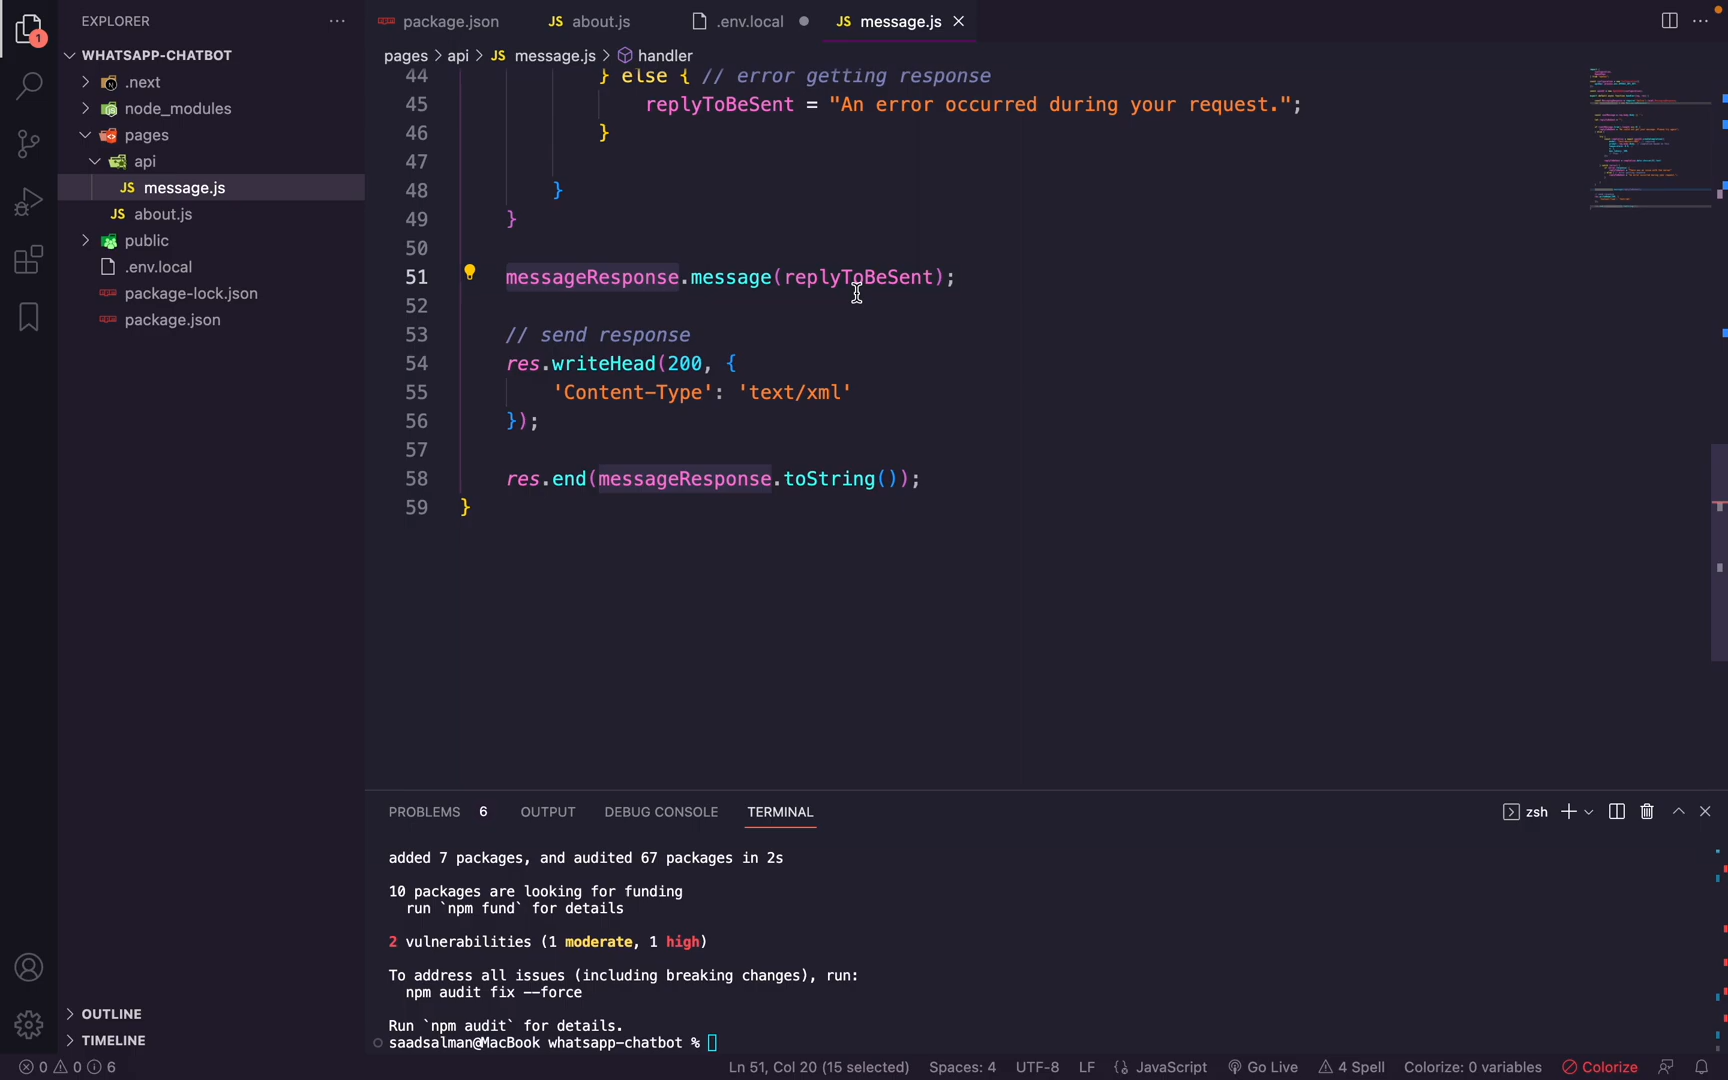 EXPLORER
···
package.json
JS about.js
.env.local
JS message.js
1
WHATSAPP-CHATBOT
pages > api > JS message.js > handler
.next
node_modules
pages
api
JS message.js
JS about.js
public
.env.local
package-lock.json
package.json
44 } else { // error getting response
45 replyToBeSent = "An error occurred during your request.";
46 }
47
48 }
49 }
50
51 messageResponse.message(replyToBeSent);
52
53 // send response
54 res.writeHead(200, {
55 'Content-Type': 'text/xml'
56 });
57
58 res.end(messageResponse.toString());
59 }
PROBLEMS 6 OUTPUT DEBUG CONSOLE TERMINAL
zsh
added 7 packages, and audited 67 packages in 2s
10 packages are looking for funding
run `npm fund` for details
2 vulnerabilities (1 moderate, 1 high)
To address all issues (including breaking changes), run:
npm audit fix --force
Run `npm audit` for details.
saadsalman@MacBook whatsapp-chatbot %
OUTLINE
TIMELINE
0 0 6 Ln 51, Col 20 (15 selected) Spaces: 4 UTF-8 LF {} JavaScript Go Live 4 Spell Colorize: 0 variables Colorize